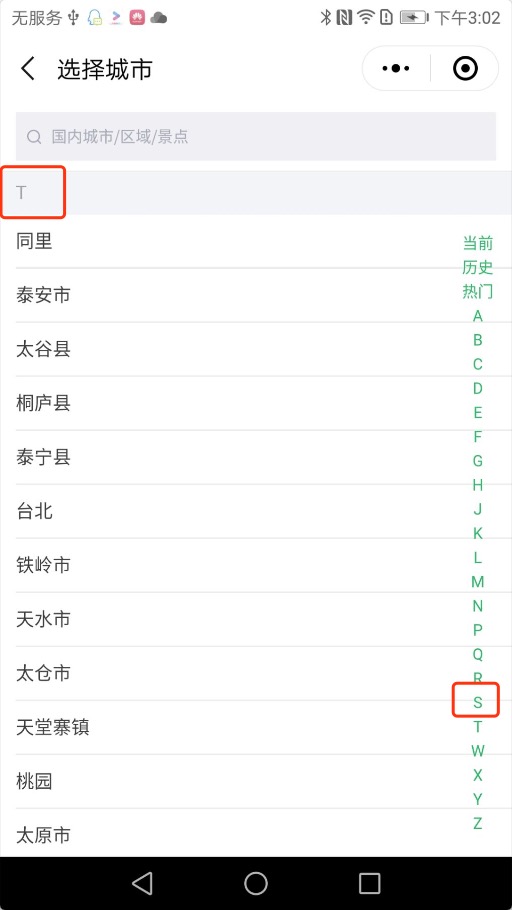 无服务 下午3:02
选择城市
国内城市/区域/景点
T
同里
泰安市
太谷县
桐庐县
泰宁县
台北
铁岭市
天水市
太仓市
天堂寨镇
桃园
太原市
当前
历史
热门
A
B
C
D
E
F
G
H
J
K
L
M
N
P
Q
R
S
T
W
X
Y
Z